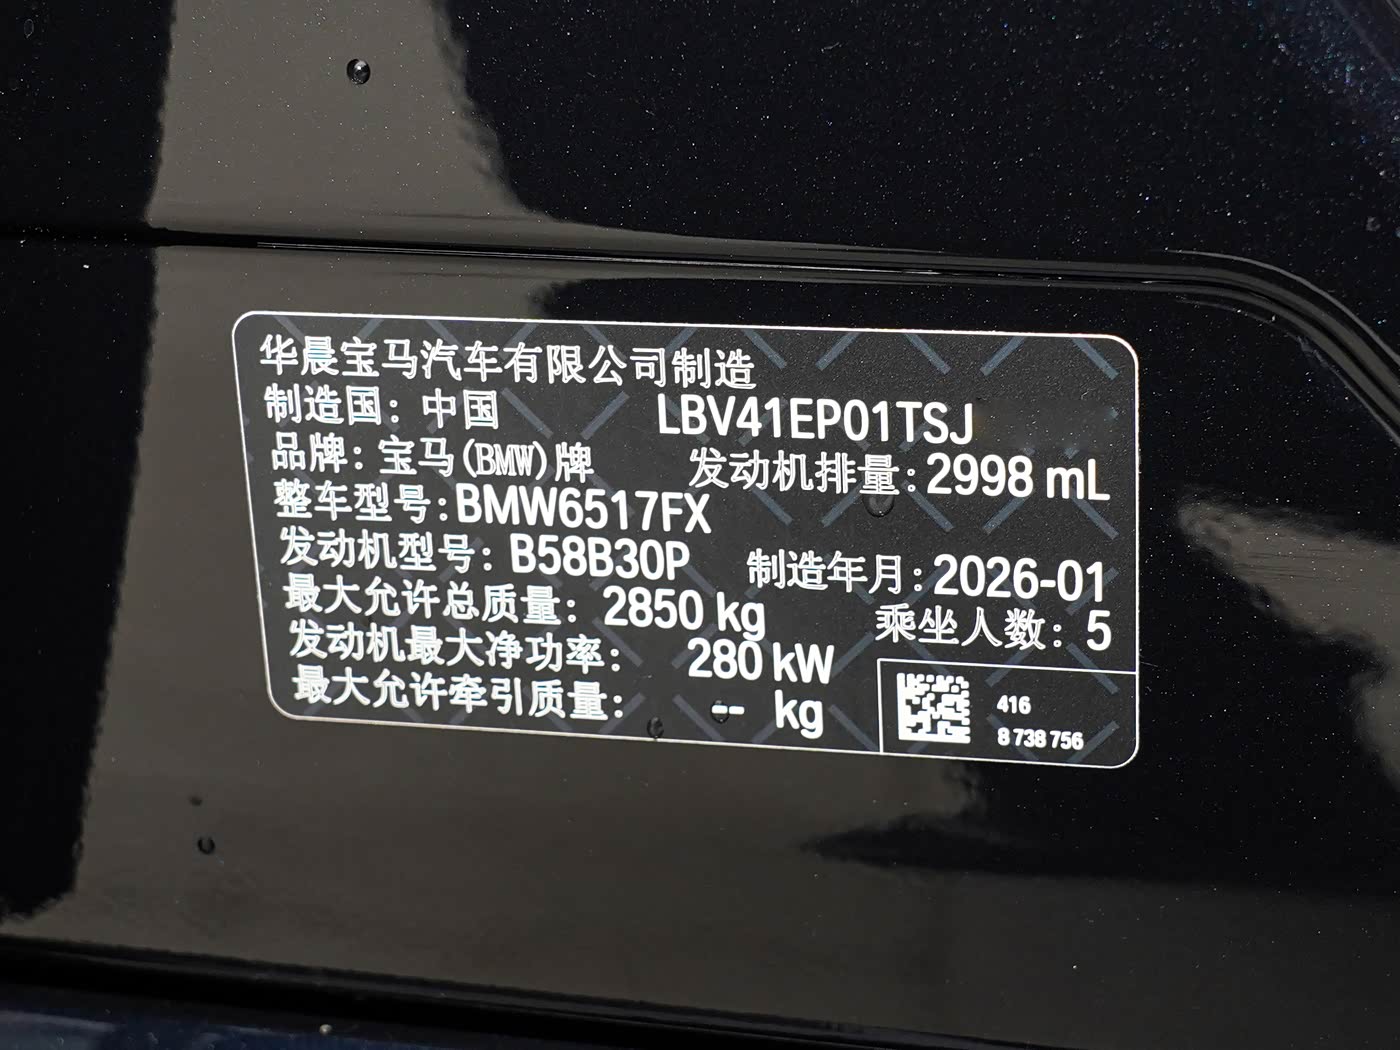 华晨宝马汽车有限公司制造
制造国：中国 LBV41EP01TSJ
品牌：宝马(BMW)牌 发动机排量：2998 mL
整车型号：BMW6517FX
发动机型号：B58B30P 制造年月：2026-01
最大允许总质量：2850 kg 乘坐人数：5
发动机最大净功率：280 kW
最大允许牵引质量：-- kg
416
8 738 756